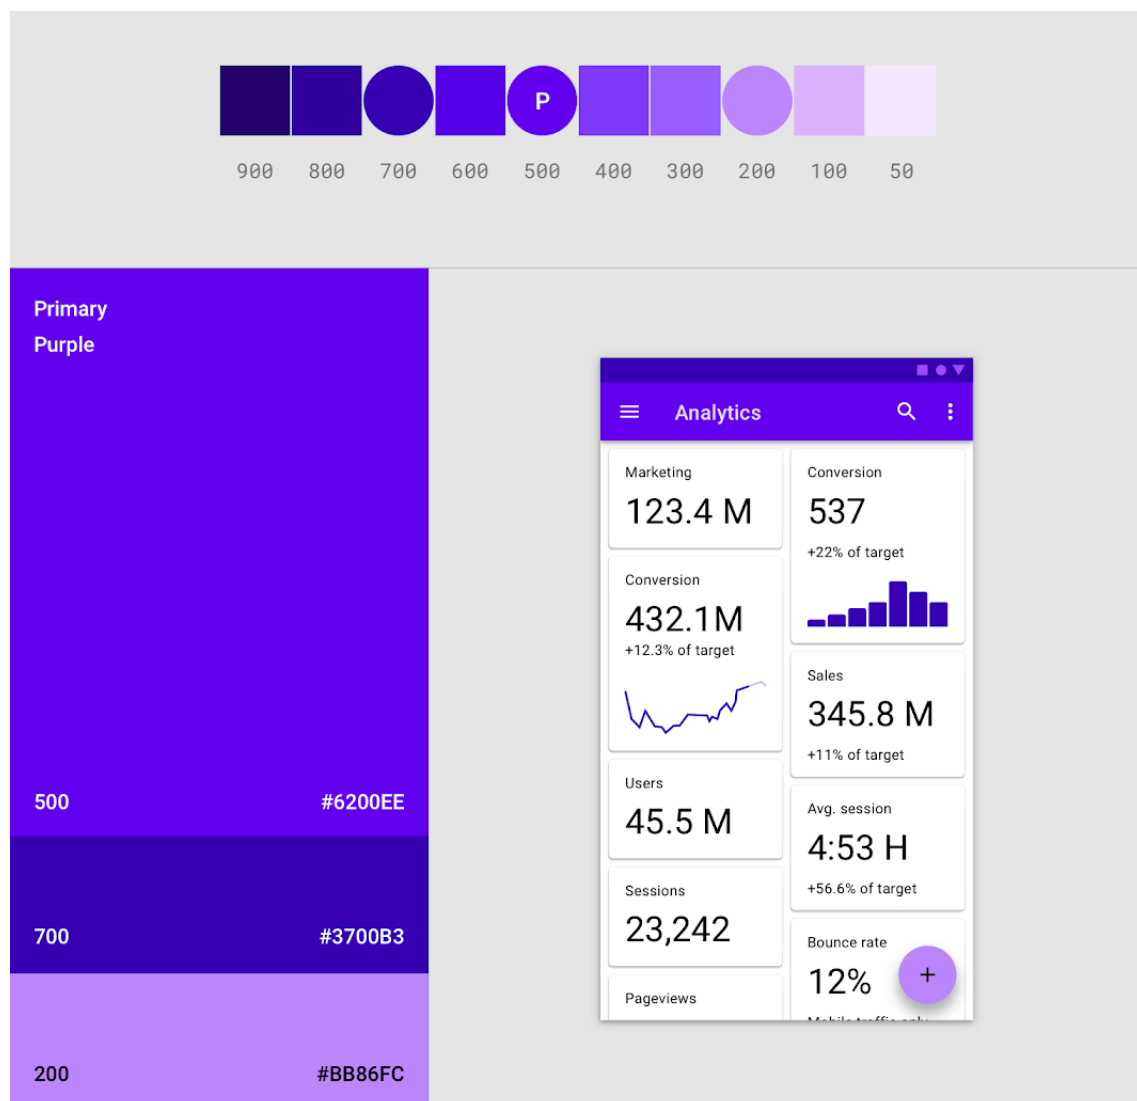 P
900 800 700 600 500 400 300 200 100 50
Primary
Purple
500 #6200EE
700 #3700B3
200 #BB86FC
Analytics
Marketing
123.4 M
Conversion
432.1M
+12.3% of target
Users
45.5 M
Sessions
23,242
Pageviews
Conversion
537
+22% of target
Sales
345.8 M
+11% of target
Avg. session
4:53 H
+56.6% of target
Bounce rate
12%
+
Mobile traffic only